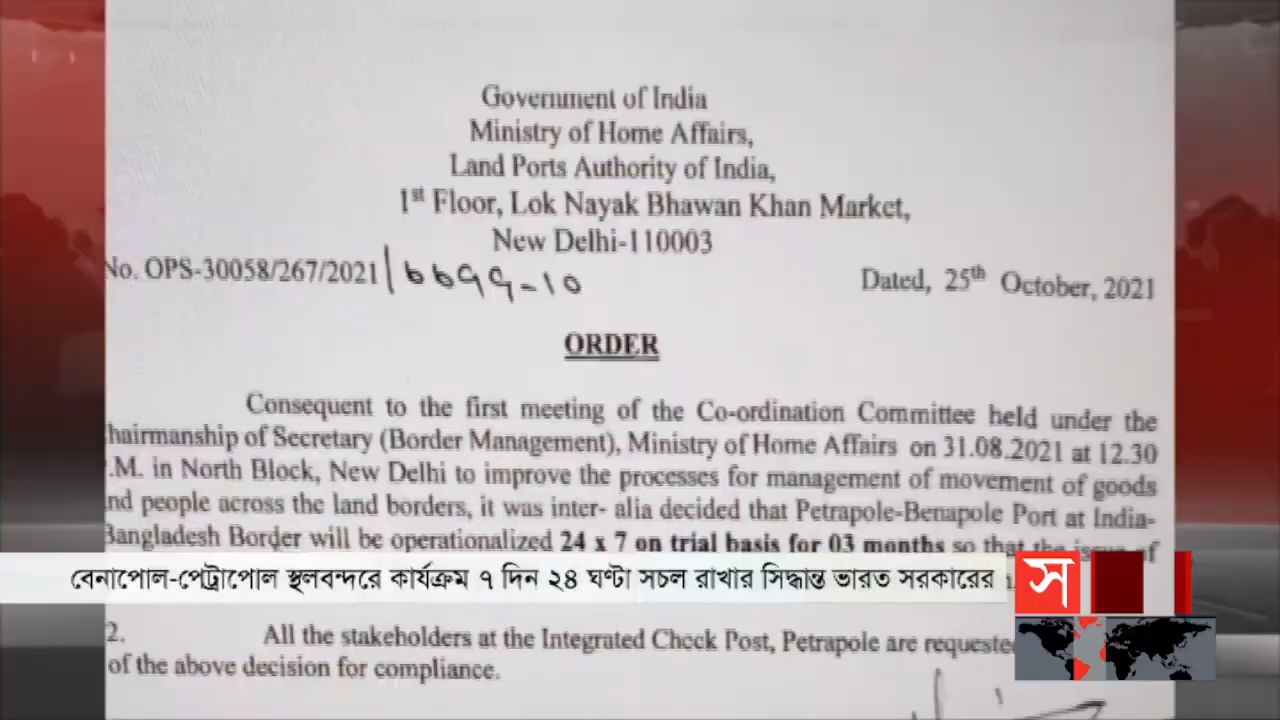 Government of India
Ministry of Home Affairs,
Land Ports Authority of India,
1st Floor, Lok Nayak Bhawan Khan Market,
New Delhi-110003
No. OPS-30058/267/2021/6699-10
Dated, 25th October, 2021
ORDER
Consequent to the first meeting of the Co-ordination Committee held under the
hairmanship of Secretary (Border Management), Ministry of Home Affairs on 31.08.2021 at 12.30
.M. in North Block, New Delhi to improve the processes for management of movement of goods
nd people across the land borders, it was inter- alia decided that Petrapole-Benapole Port at India-
Bangladesh Border will be operationalized 24 x 7 on trial basis for 03 months so that the issue of
বেনাপোল-পেট্রাপোল স্থলবন্দরে কার্যক্রম ৭ দিন ২৪ ঘণ্টা সচল রাখার সিদ্ধান্ত ভারত সরকারের
স
2. All the stakeholders at the Integrated Check Post, Petrapole are requested
of the above decision for compliance.